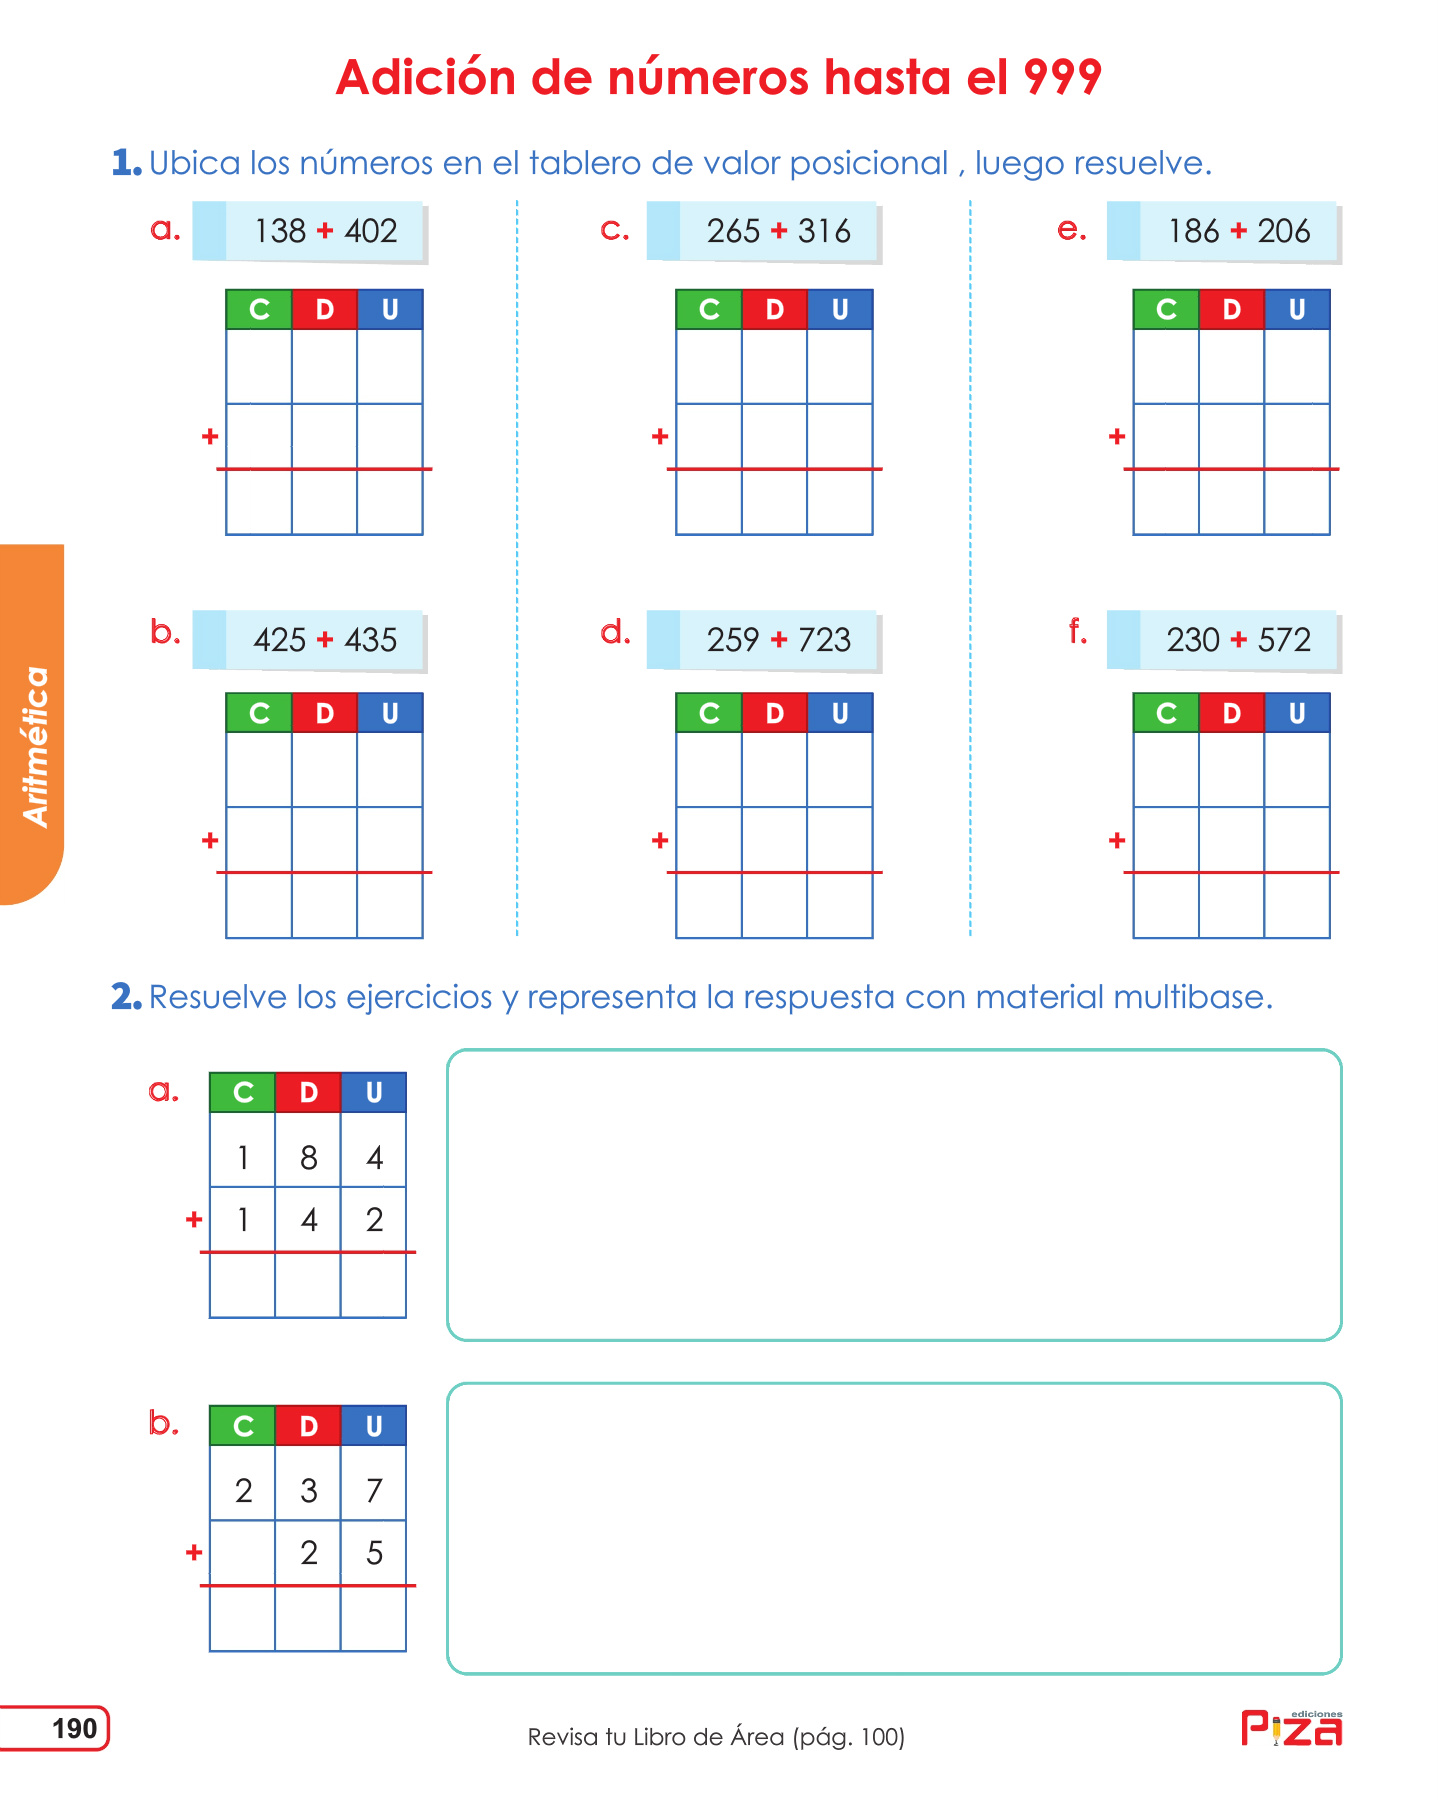 Adición de números hasta el 999
1. Ubica los números en el tablero de valor posicional , luego resuelve.
a. 138 + 402
c. 265 + 316
e. 186 + 206
C D U
C D U
C D U
+
+
+
b. 425 + 435
d. 259 + 723
f. 230 + 572
C D U
C D U
C D U
+
+
+
Aritmética
2. Resuelve los ejercicios y representa la respuesta con material multibase.
a. C D U
1 8 4
+ 1 4 2
b. C D U
2 3 7
+ 2 5
190
Revisa tu Libro de Área (pág. 100)
ediciones
Piza